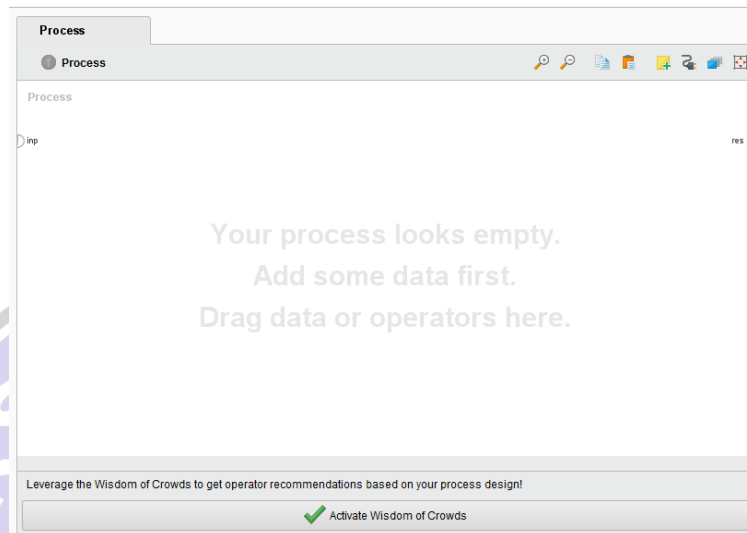 Process
Process
Process
inp
res
Your process looks empty.
Add some data first.
Drag data or operators here.
Leverage the Wisdom of Crowds to get operator recommendations based on your process design!
Activate Wisdom of Crowds